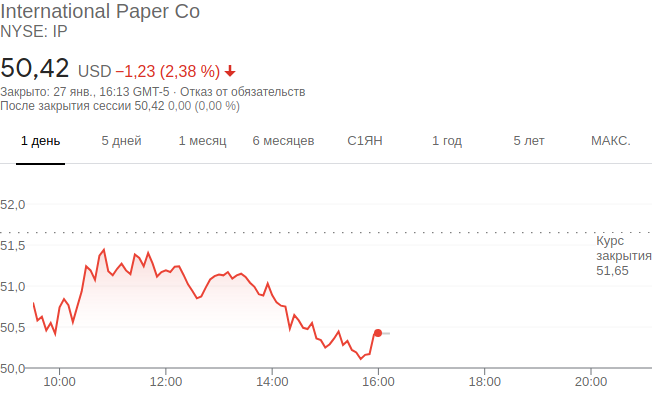 International Paper Co
NYSE: IP
50,42 USD −1,23 (2,38 %)
Закрыто: 27 янв., 16:13 GMT-5 · Отказ от обязательств
После закрытия сессии 50,42 0,00 (0,00 %)
1 день 5 дней 1 месяц 6 месяцев С1ЯН 1 год 5 лет МАКС.
52,0
Курс
51,5
закрытия
51,65
51,0
50,5
50,0
10:00 12:00 14:00 16:00 18:00 20:00